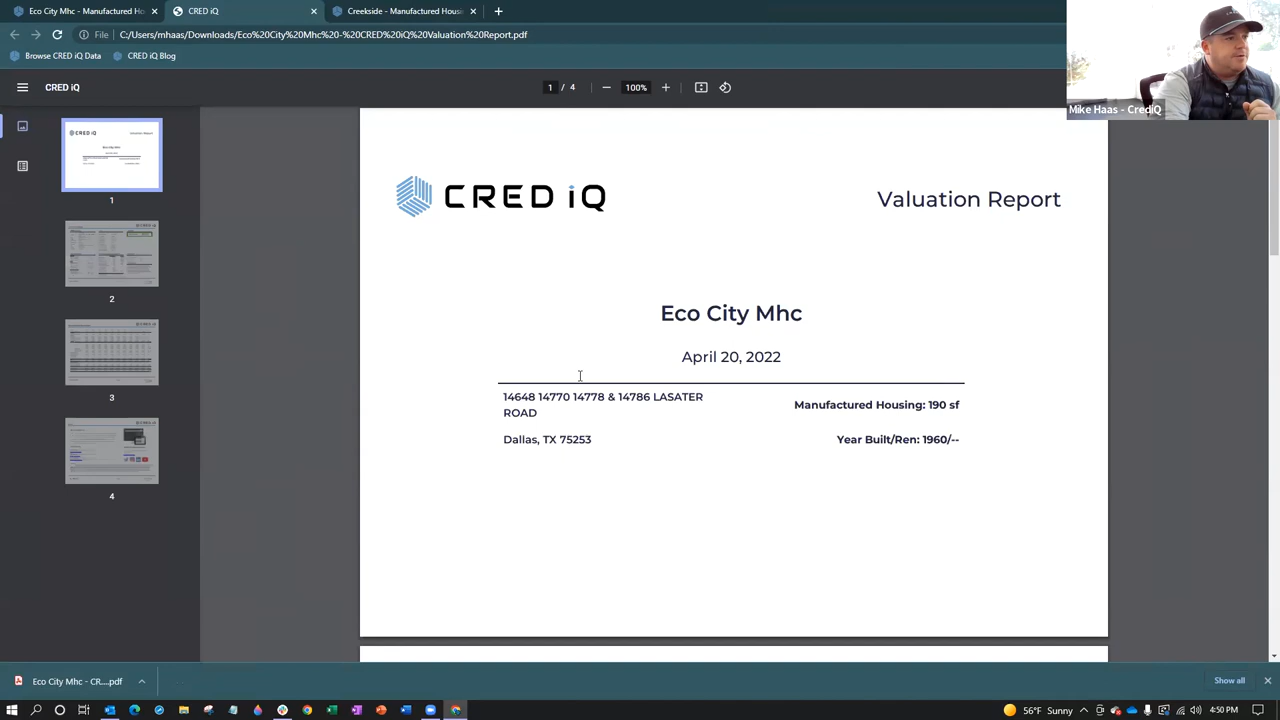 Eco City Mhc - Manufactured Ho
CRED iQ
Creekside - Manufactured House
File
C:/Users/mhaas/Downloads/Eco%20City%20Mhc%20-%20CRED%20iQ%20Valuation%20Report.pdf
Browse CRED iQ Data
CRED iQ Blog
Mike Haas - CrediQ
CRED iQ
1 / 4
100%
CRED iQ
Valuation Report
Eco City Mhc
April 20, 2022
14648 14770 14778 & 14786 LASATER
ROAD
Manufactured Housing: 190 sf
Dallas, TX 75253
Year Built/Ren: 1960/--
1
2
3
4
Eco City Mhc - CR....pdf
Show all
56°F Sunny
4:50 PM